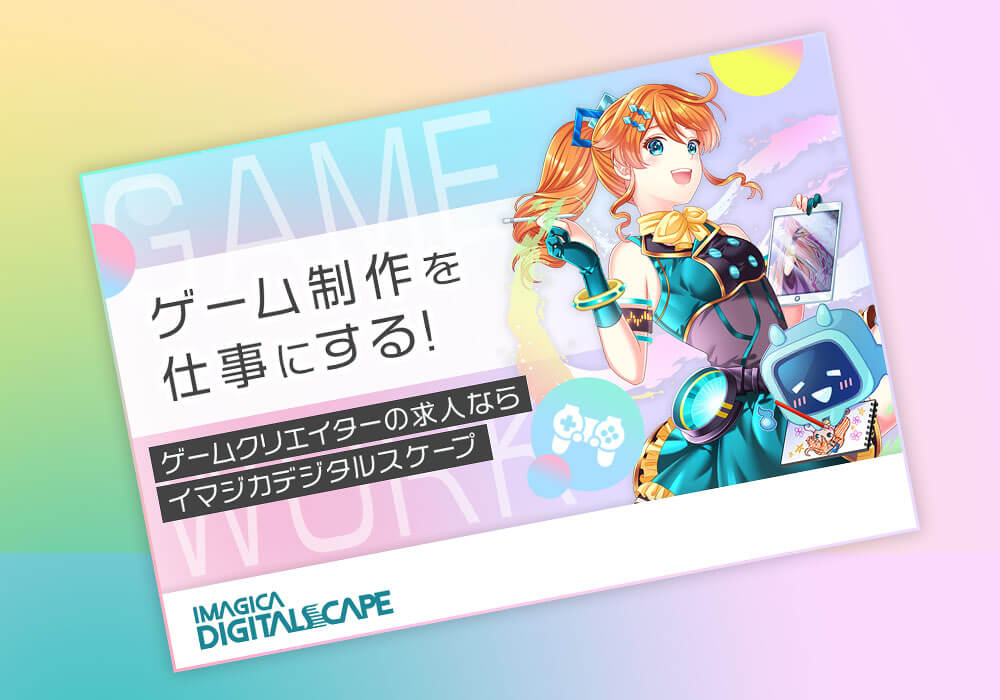 GAME
ゲーム制作を
仕事にする!
ゲームクリエイターの求人なら
イマジカデジタルスケープ
WORK
IMAGICA
DIGITALSCAPE